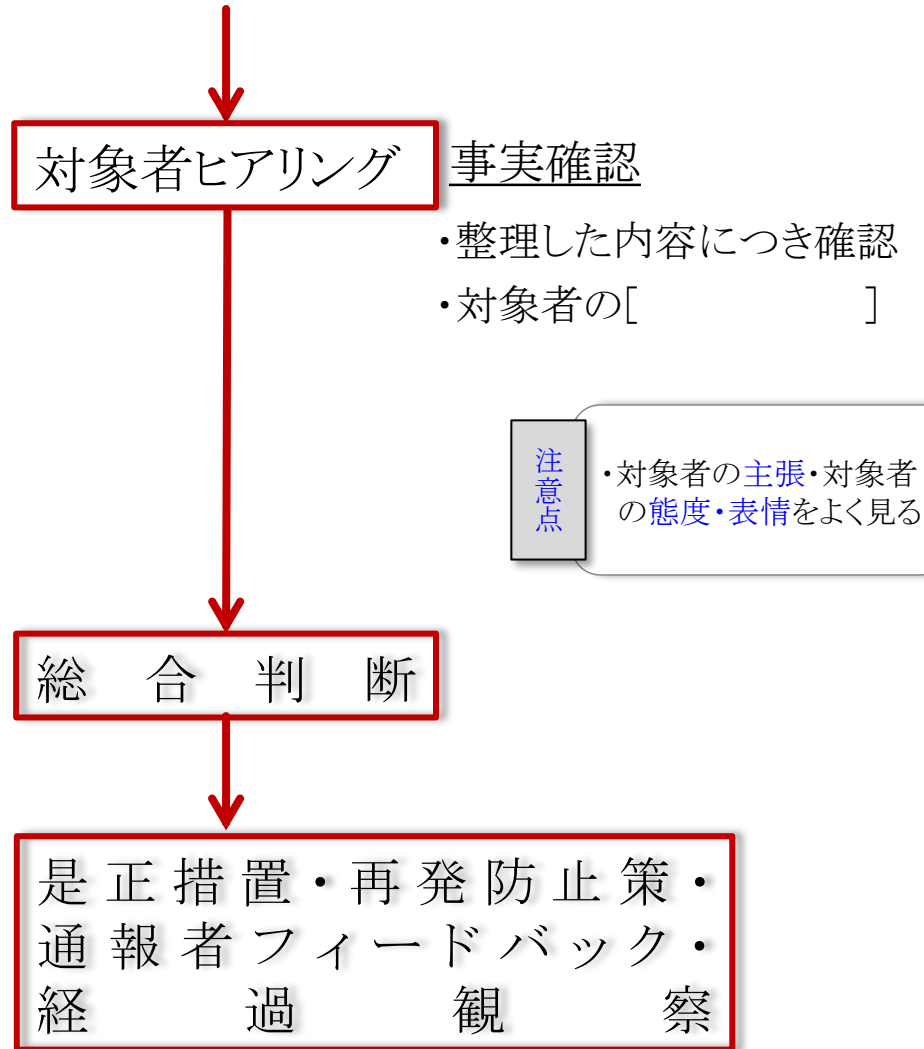 対象者ヒアリング
事実確認
・整理した内容につき確認
・対象者の[　　　　　　]
注意点
・対象者の主張・対象者
の態度・表情をよく見る
総合判断
是正措置・再発防止策・
通報者フィードバック・
経過観察